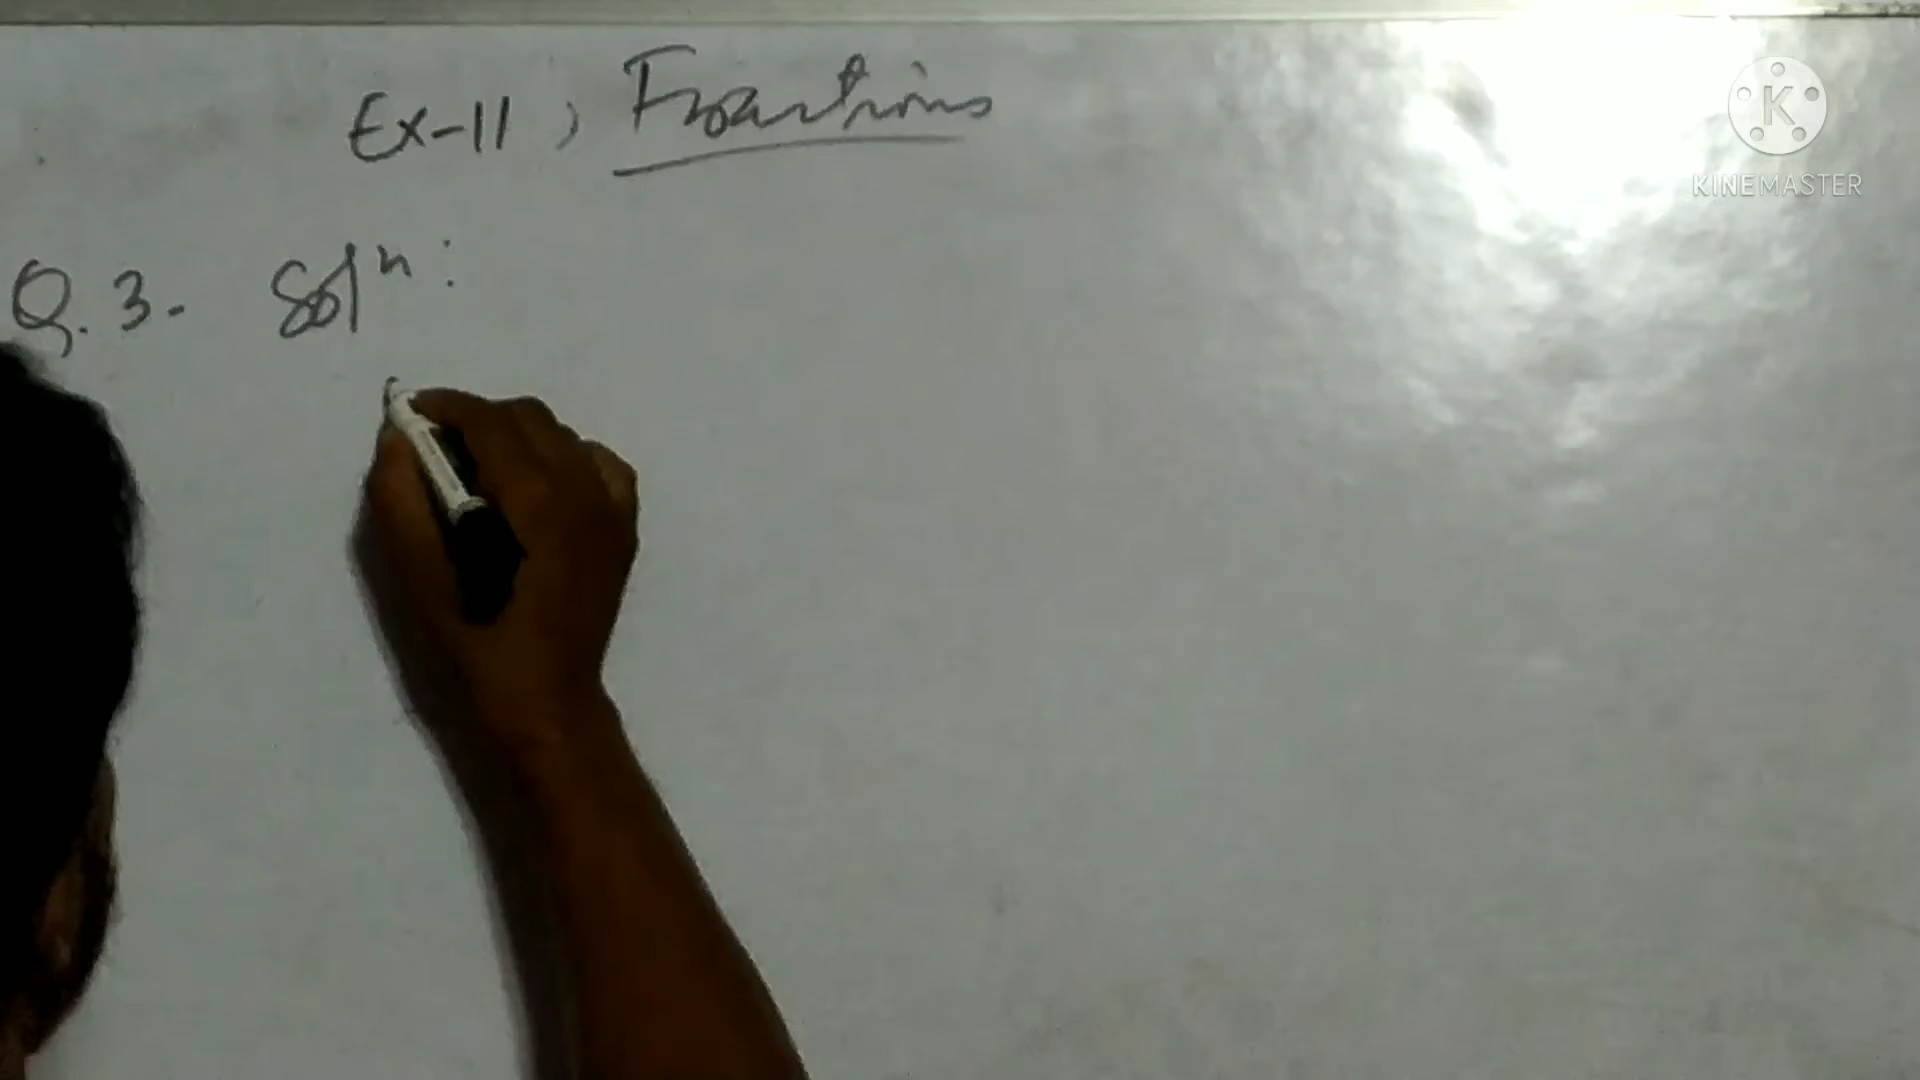 Ex-11, Fractions
K
KINEMASTER
Q.3. Solⁿ: